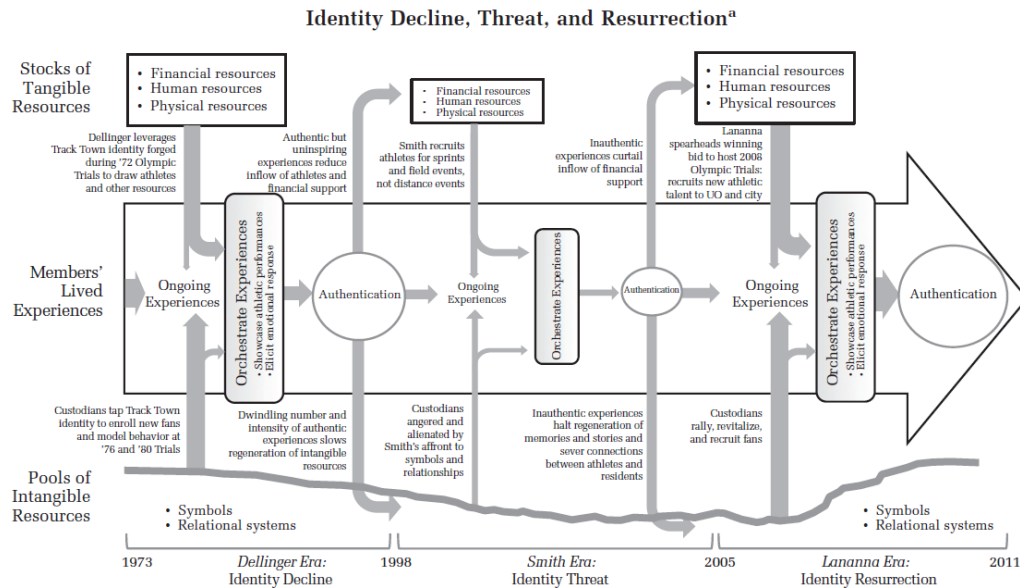 Identity Decline, Threat, and Resurrectionᵃ
Stocks of
Tangible
Resources
• Financial resources
• Human resources
• Physical resources
• Financial resources
• Human resources
• Physical resources
• Financial resources
• Human resources
• Physical resources
Dellinger leverages
Track Town identity forged
during '72 Olympic
Trials to draw athletes
and other resources
Authentic but
uninspiring
experiences reduce
inflow of athletes and
financial support
Smith recruits
athletes for sprints
and field events,
not distance events
Inauthentic
experiences curtail
inflow of financial
support
Lananna
spearheads winning
bid to host 2008
Olympic Trials:
recruits new athletic
talent to UO and city
Members'
Lived
Experiences
Ongoing
Experiences
Orchestrate Experiences
• Showcase athletic performances
• Elicit emotional response
Authentication
Ongoing
Experiences
Orchestrate Experiences
Authentication
Ongoing
Experiences
Orchestrate Experiences
• Showcase athletic performances
• Elicit emotional response
Authentication
Custodians tap Track Town
identity to enroll new fans
and model behavior at
'76 and '80 Trials
Dwindling number and
intensity of authentic
experiences slows
regeneration of intangible
resources
Custodians
angered and
alienated by
Smith's affront to
symbols and
relationships
Inauthentic experiences
halt regeneration of
memories and stories and
sever connections
between athletes and
residents
Custodians
rally, revitalize,
and recruit fans
Pools of
Intangible
Resources
• Symbols
• Relational systems
• Symbols
• Relational systems
1973
Dellinger Era:
Identity Decline
1998
Smith Era:
Identity Threat
2005
Lananna Era:
Identity Resurrection
2011